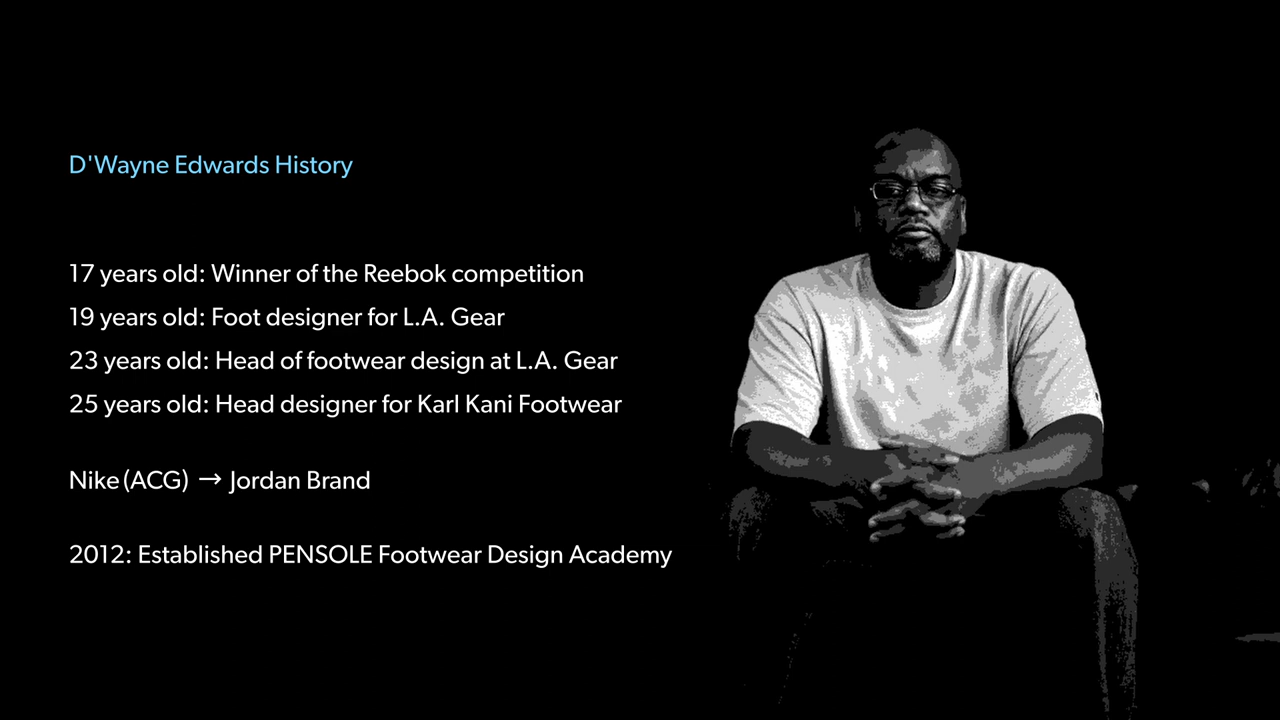 D'Wayne Edwards History
17 years old: Winner of the Reebok competition
19 years old: Foot designer for L.A. Gear
23 years old: Head of footwear design at L.A. Gear
25 years old: Head designer for Karl Kani Footwear
Nike (ACG) → Jordan Brand
2012: Established PENSOLE Footwear Design Academy